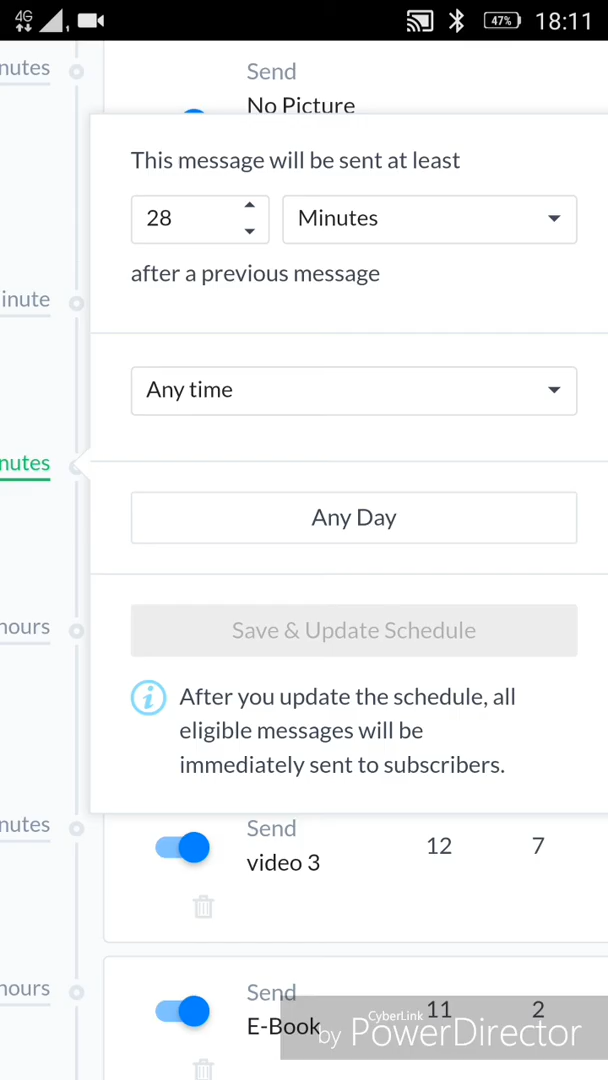 4G
47%
18:11
nutes
Send
No Picture
This message will be sent at least
28
Minutes
after a previous message
inute
Any time
nutes
Any Day
hours
Save & Update Schedule
After you update the schedule, all
eligible messages will be
immediately sent to subscribers.
nutes
Send
video 3
12
7
hours
Send
E-Book
11
2
CyberLink
by PowerDirector